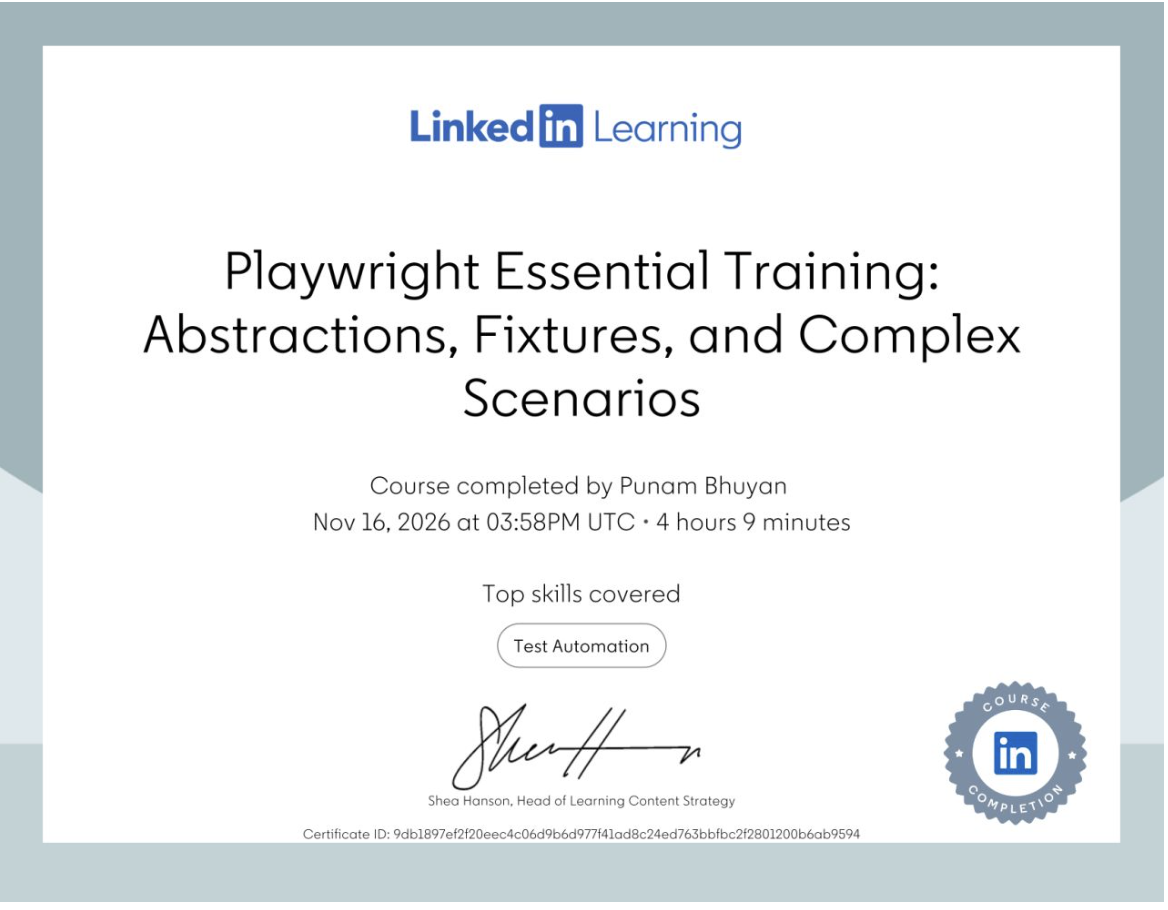 Linked in Learning
Playwright Essential Training:
Abstractions, Fixtures, and Complex
Scenarios
Course completed by Punam Bhuyan
Nov 16, 2026 at 03:58PM UTC • 4 hours 9 minutes
Top skills covered
Test Automation
Shea Hanson, Head of Learning Content Strategy
Certificate ID: 9db1897ef2f20eec4c06d9b6d977f41ad8c24ed763bbfbc2f2801200b6ab9594
COURSE
in
COMPLETION